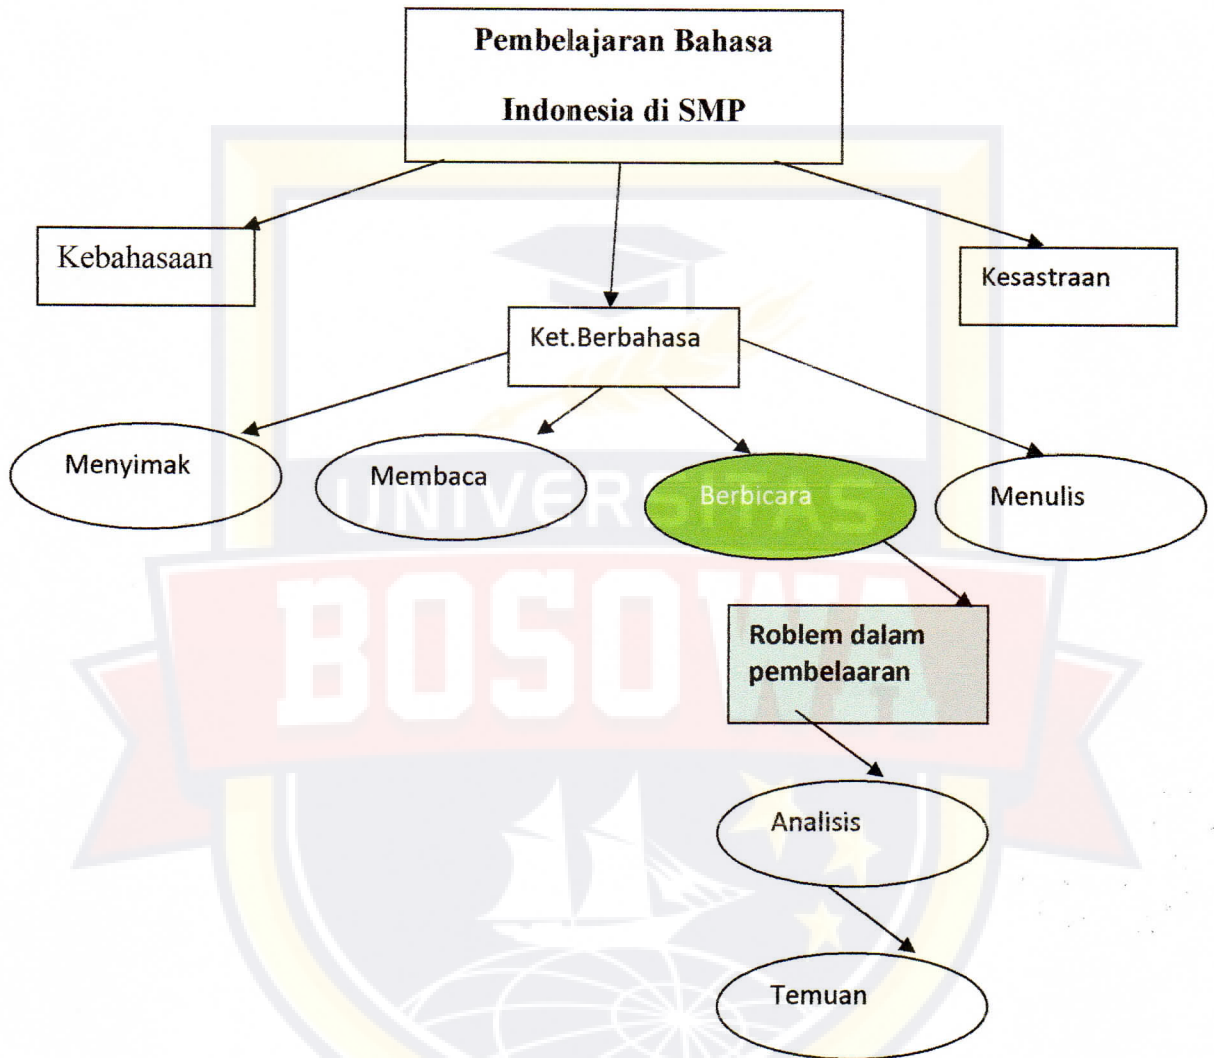 Pembelajaran Bahasa
Indonesia di SMP
Kebahasaan
Kesastraan
Ket.Berbahasa
Menyimak
Membaca
Berbicara
Menulis
UNIVERSITAS
BOSOWA
Roblem dalam
pembelaaran
Analisis
Temuan